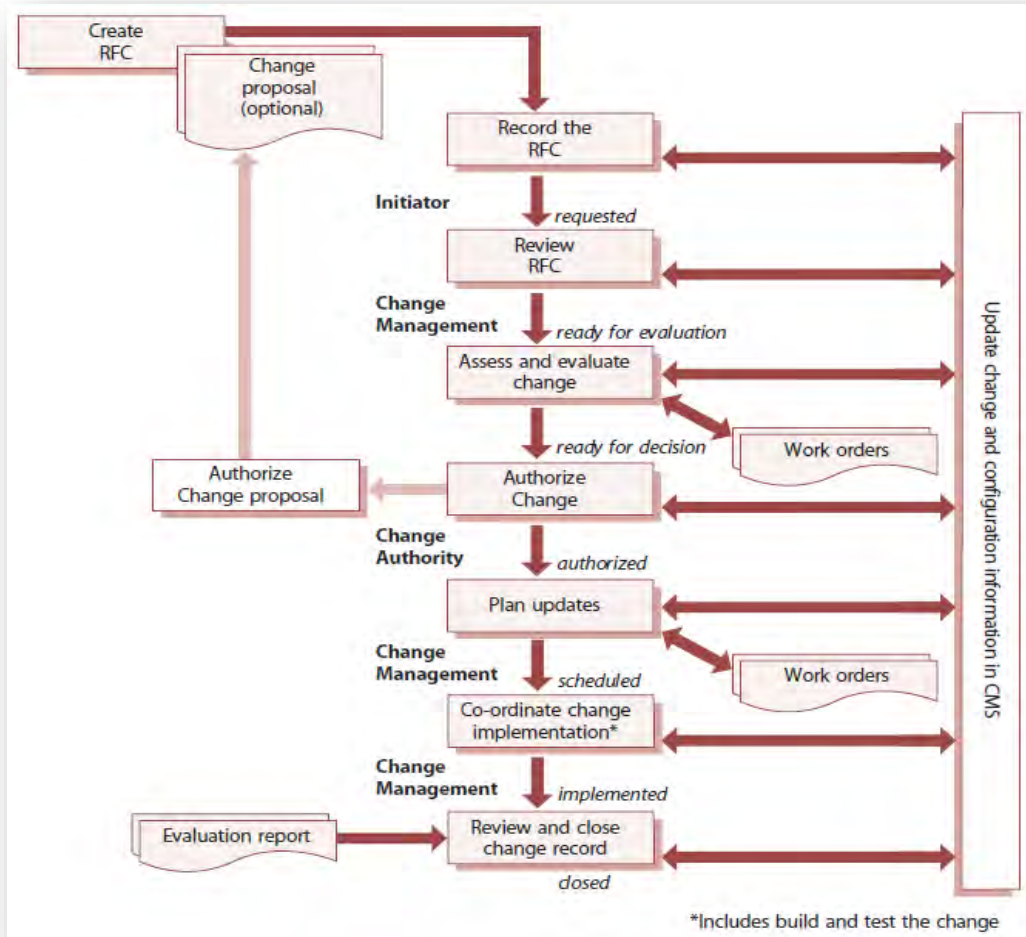 Create
RFC
Change
proposal
(optional)
Record the
RFC
Initiator
requested
Review
RFC
Change
Management
ready for evaluation
Assess and evaluate
change
Work orders
ready for decision
Authorize
Change proposal
Authorize
Change
Change
Authority
authorized
Plan updates
Work orders
Change
Management
scheduled
Co-ordinate change
implementation*
Change
Management
implemented
Evaluation report
Review and close
change record
closed
Update change and configuration information in CMS
*Includes build and test the change